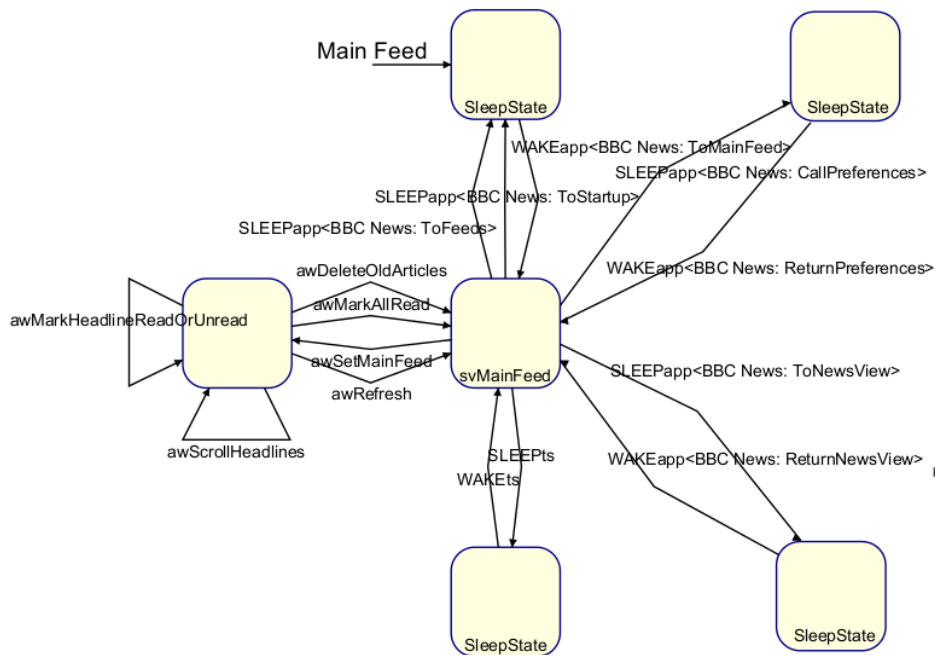 Main Feed
SleepState
SleepState
WAKEapp<BBC News: ToMainFeed>
SLEEPapp<BBC News: CallPreferences>
SLEEPapp<BBC News: ToStartup>
SLEEPapp<BBC News: ToFeeds>
WAKEapp<BBC News: ReturnPreferences>
awDeleteOldArticles
awMarkAllRead
awMarkHeadlineReadOrUnread
awSetMainFeed
svMainFeed
SLEEPapp<BBC News: ToNewsView>
awRefresh
awScrollHeadlines
SLEEPts
WAKEapp<BBC News: ReturnNewsView>
WAKEts
SleepState
SleepState